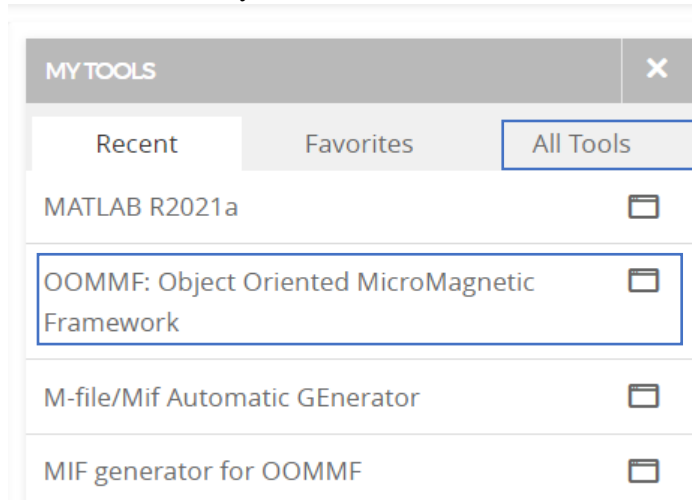 MY TOOLS
Recent Favorites All Tools
MATLAB R2021a
OOMMF: Object Oriented MicroMagnetic
Framework
M-file/Mif Automatic GEnerator
MIF generator for OOMMF